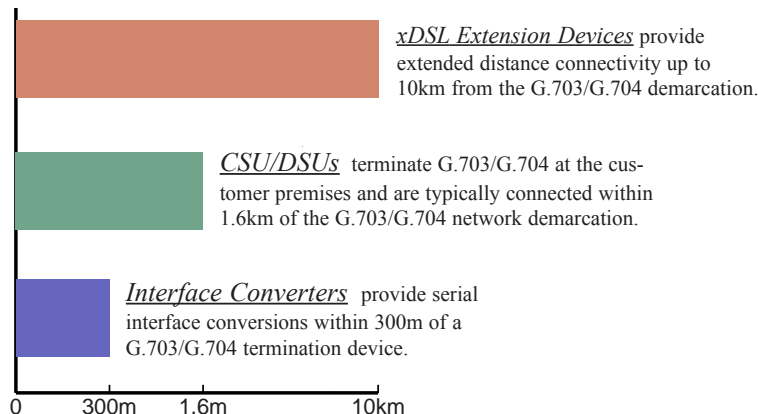 xDSL Extension Devices provide
extended distance connectivity up to
10km from the G.703/G.704 demarcation.
CSU/DSUs terminate G.703/G.704 at the cus-
tomer premises and are typically connected within
1.6km of the G.703/G.704 network demarcation.
Interface Converters provide serial
interface conversions within 300m of a
G.703/G.704 termination device.
0 300m 1.6m 10km